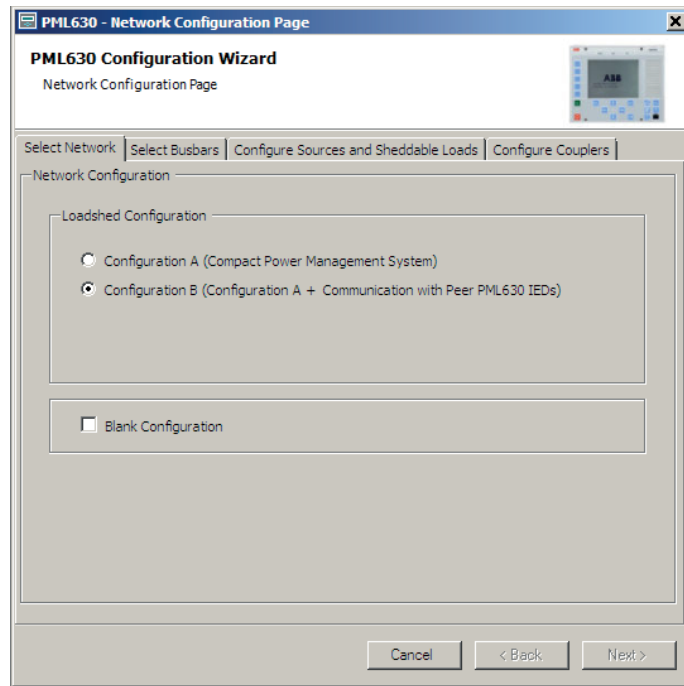 PML630 - Network Configuration Page
PML630 Configuration Wizard
Network Configuration Page
ABB
Select Network Select Busbars Configure Sources and Sheddable Loads Configure Couplers
Network Configuration
Loadshed Configuration
Configuration A (Compact Power Management System)
Configuration B (Configuration A + Communication with Peer PML630 IEDs)
Blank Configuration
Cancel < Back Next >